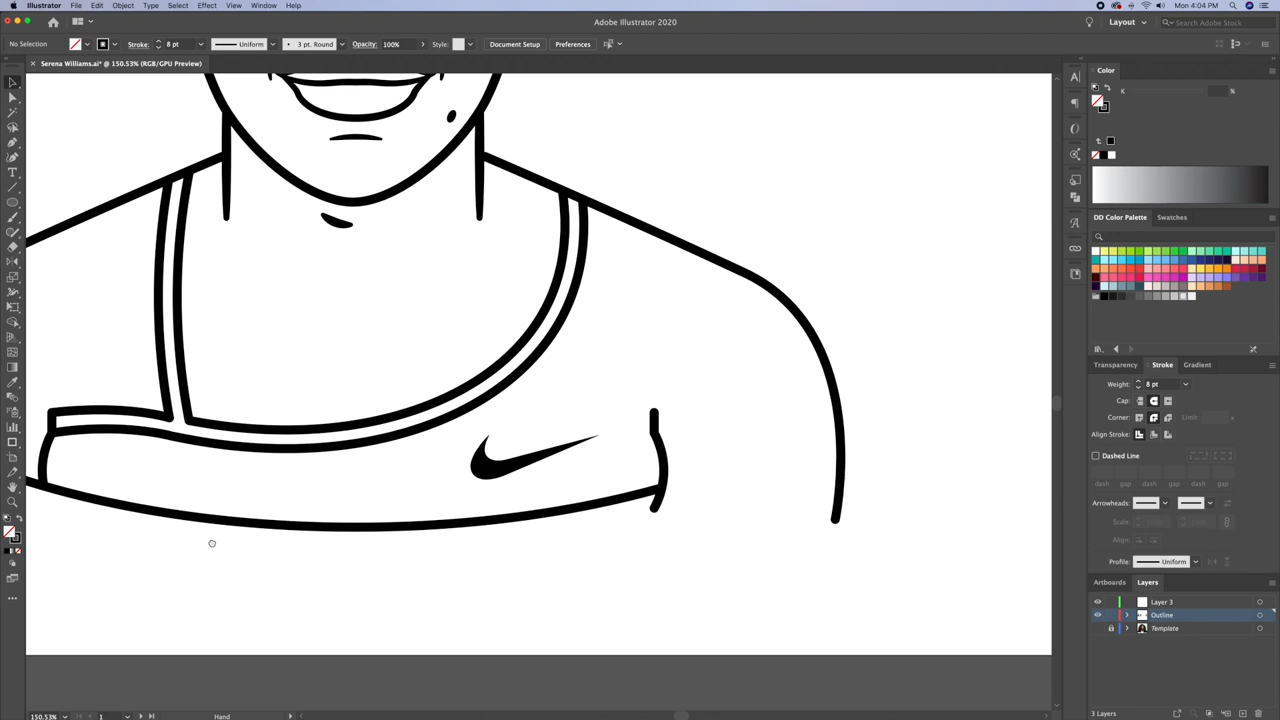 Illustrator File Edit Object Type Select Effect View Window Help Mon 4:04 PM
Adobe Illustrator 2020 Layout Search Adobe Stock
No Selection Stroke: 8 pt Uniform 3 pt. Round Opacity: 100% Style: Document Setup Preferences
Serena Williams.ai* @ 150.53% (RGB/GPU Preview)
Color
K %
DD Color Palette Swatches
Transparency Stroke Gradient
Weight: 8 pt
Cap:
Corner: Limit: x
Align Stroke:
Dashed Line
dash gap dash gap dash gap
Arrowheads:
Scale:
Align:
Profile: Uniform
Artboards Layers
Layer 3
Outline
Template
150.53% 1 Hand 3 Layers